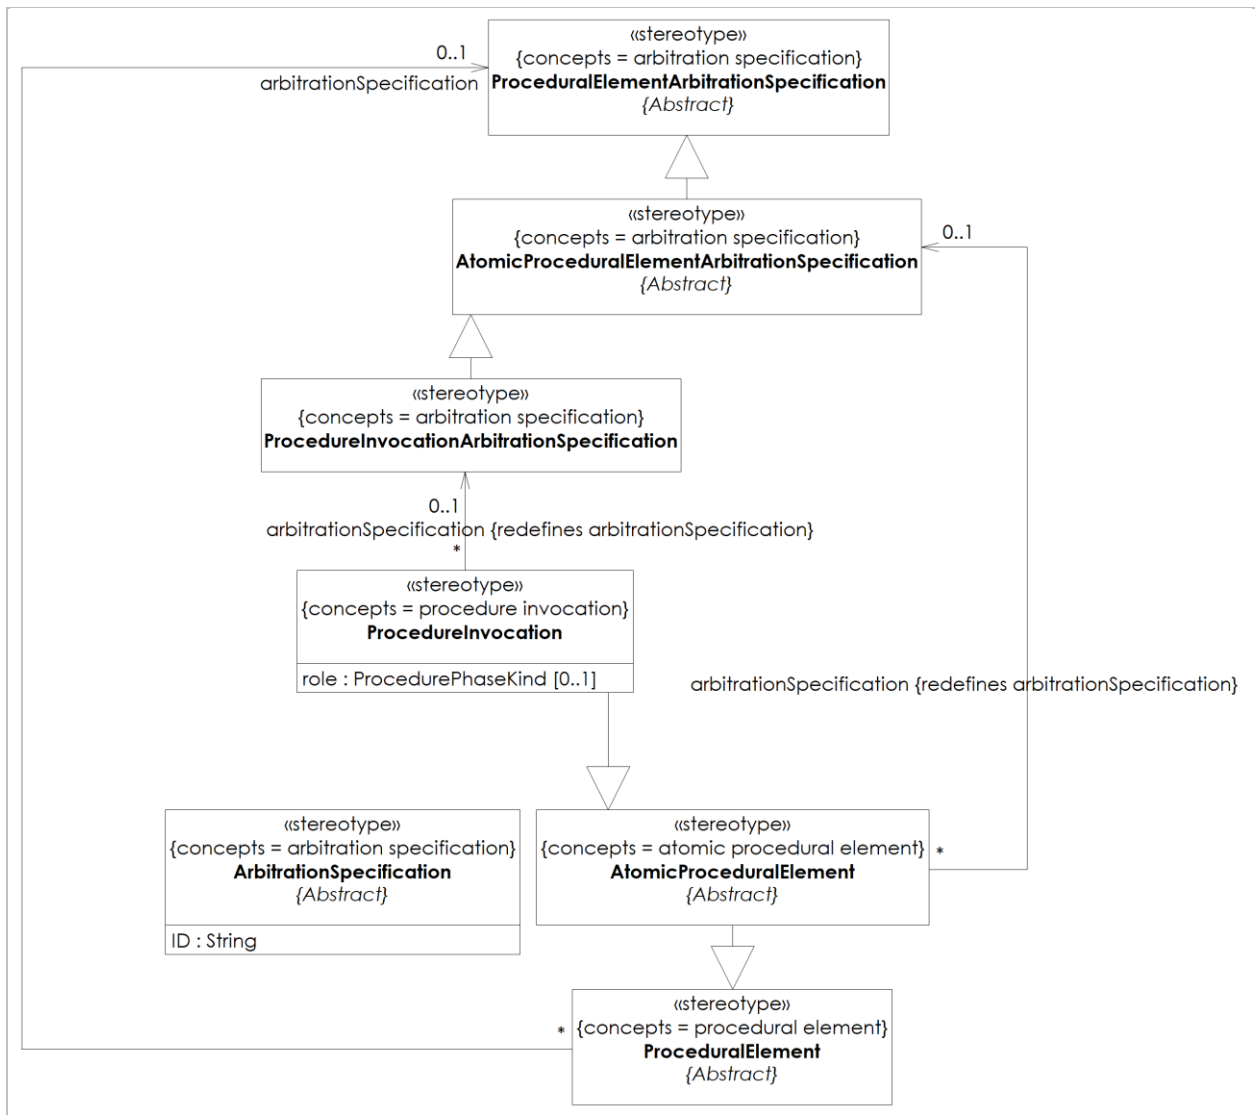 «stereotype»
{concepts = arbitration specification}
ProceduralElementArbitrationSpecification
{Abstract}
0..1
arbitrationSpecification
«stereotype»
{concepts = arbitration specification}
AtomicProceduralElementArbitrationSpecification
{Abstract}
0..1
«stereotype»
{concepts = arbitration specification}
ProcedureInvocationArbitrationSpecification
0..1
arbitrationSpecification {redefines arbitrationSpecification}
*
«stereotype»
{concepts = procedure invocation}
ProcedureInvocation
role : ProcedurePhaseKind [0..1]
arbitrationSpecification {redefines arbitrationSpecification}
«stereotype»
{concepts = arbitration specification}
ArbitrationSpecification
{Abstract}
ID : String
«stereotype»
{concepts = atomic procedural element}
AtomicProceduralElement
{Abstract}
*
«stereotype»
* {concepts = procedural element}
ProceduralElement
{Abstract}